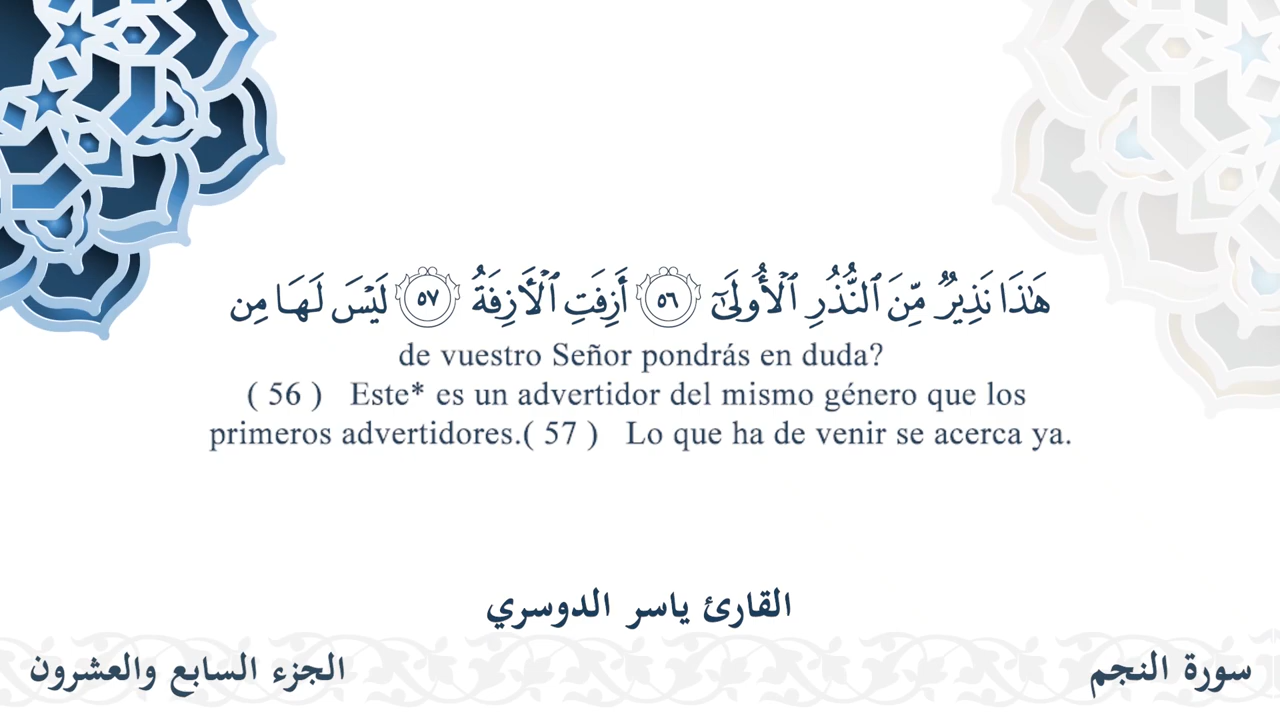 هَٰذَا نَذِيرٌ مِّنَ ٱلنُّذُرِ ٱلْأُولَىٰٓ ٥٦ أَزِفَتِ ٱلْآزِفَةُ ٥٧ لَيْسَ لَهَا مِن
de vuestro Señor pondrás en duda?
( 56 ) Este* es un advertidor del mismo género que los
primeros advertidores.( 57 ) Lo que ha de venir se acerca ya.
القارئ ياسر الدوسري
سورة النجم
الجزء السابع والعشرون